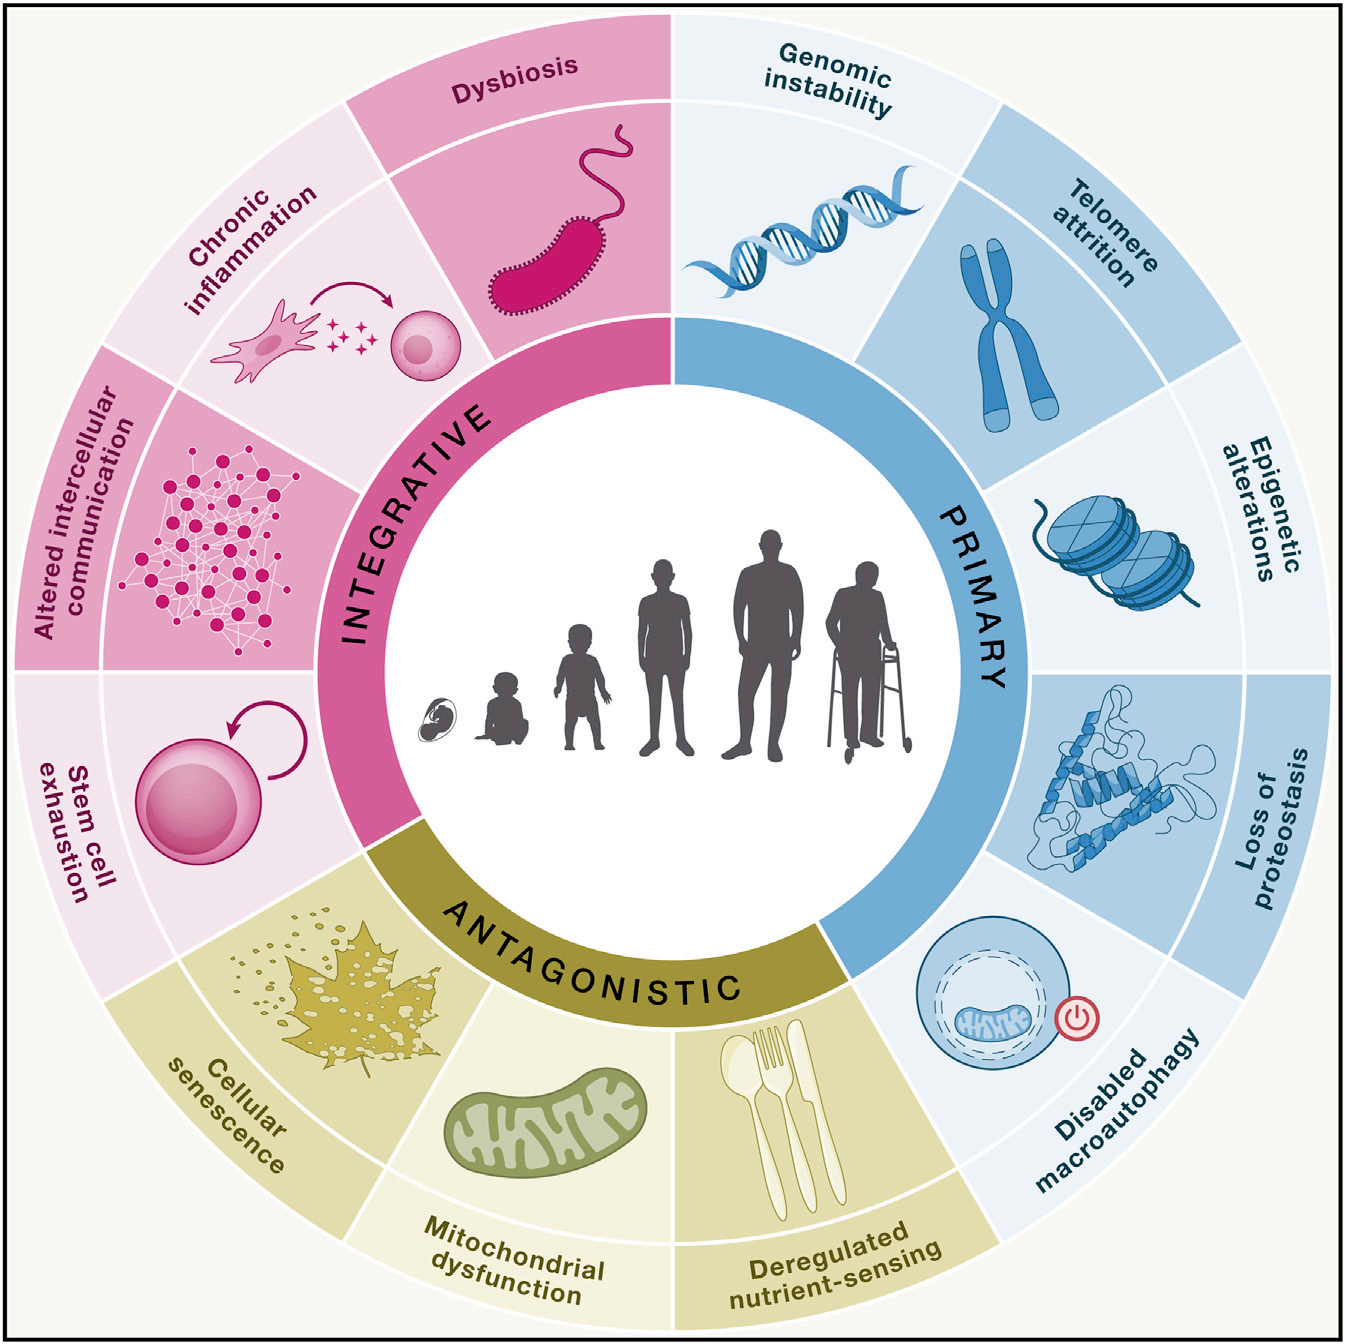 Dysbiosis
Genomic
instability
Telomere
attrition
Epigenetic
alterations
Loss of
proteostasis
Disabled
macroautophagy
Deregulated
nutrient-sensing
Mitochondrial
dysfunction
Cellular
senescence
Stem cell
exhaustion
Altered intercellular
communication
Chronic
inflammation
INTEGRATIVE
PRIMARY
ANTAGONISTIC